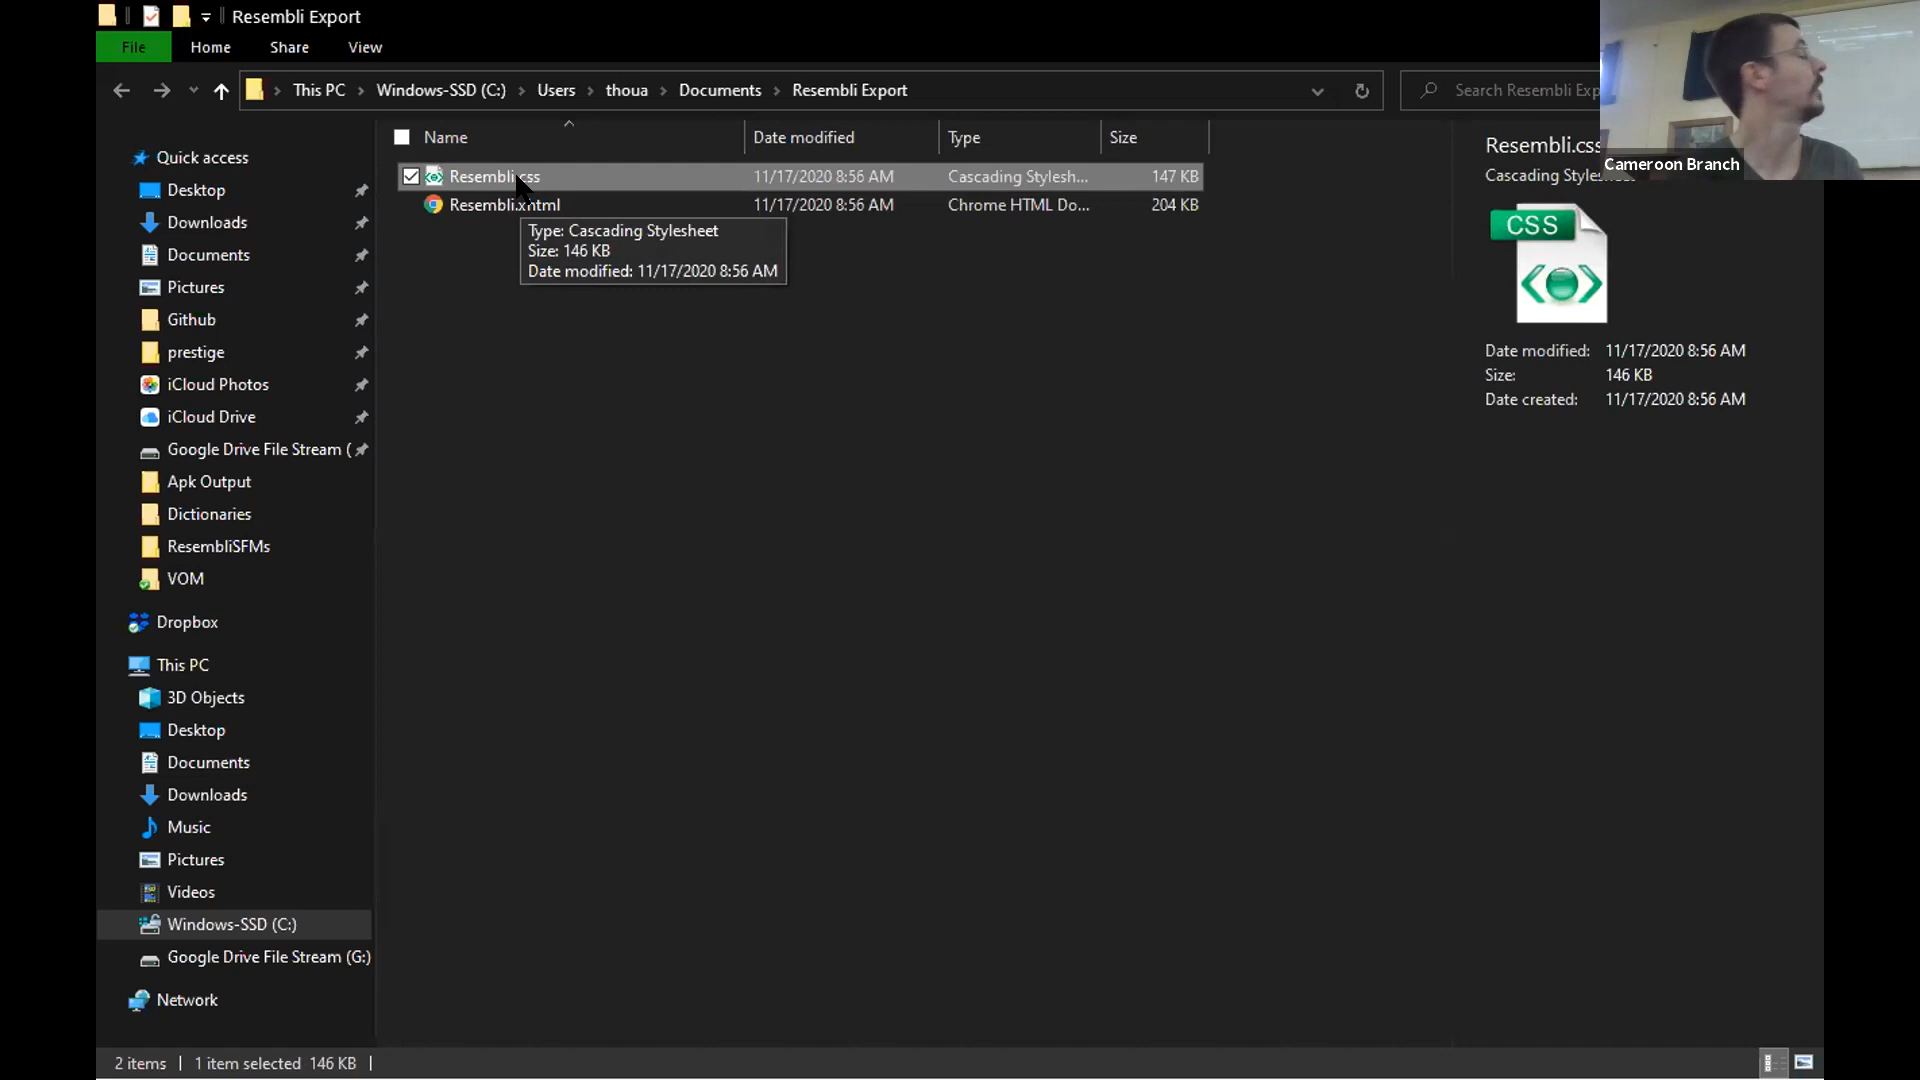 Resembli Export
File Home Share View
This PC Windows-SSD (C:) Users thoua Documents Resembli Export
Search Resembli Exp
Name Date modified Type Size
Resembli.css 11/17/2020 8:56 AM Cascading Stylesh... 147 KB
Resembli.xhtml 11/17/2020 8:56 AM Chrome HTML Do... 204 KB
Type: Cascading Stylesheet
Size: 146 KB
Date modified: 11/17/2020 8:56 AM
Quick access
Desktop
Downloads
Documents
Pictures
Github
prestige
iCloud Photos
iCloud Drive
Google Drive File Stream (
Apk Output
Dictionaries
ResembliSFMs
VOM
Dropbox
This PC
3D Objects
Desktop
Documents
Downloads
Music
Pictures
Videos
Windows-SSD (C:)
Google Drive File Stream (G:)
Network
Resembli.css
Cameroon Branch
CSS
Date modified: 11/17/2020 8:56 AM
Size: 146 KB
Date created: 11/17/2020 8:56 AM
2 items 1 item selected 146 KB